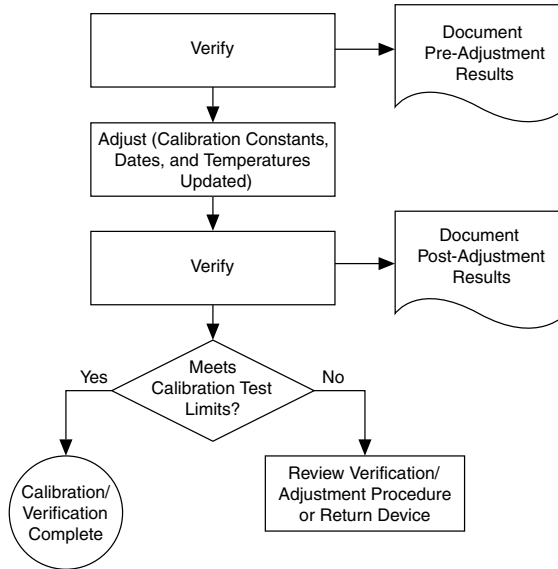 Verify
Document
Pre-Adjustment
Results
Adjust (Calibration Constants,
Dates, and Temperatures
Updated)
Verify
Document
Post-Adjustment
Results
Meets
Calibration Test
Limits?
Yes
No
Calibration/
Verification
Complete
Review Verification/
Adjustment Procedure
or Return Device